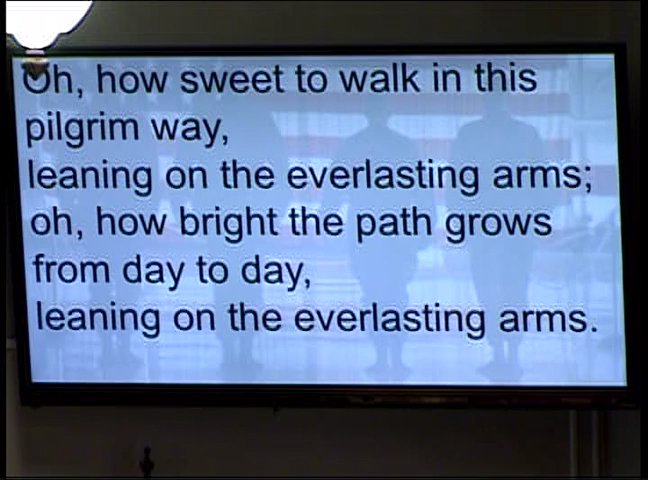 Oh, how sweet to walk in this
pilgrim way,
leaning on the everlasting arms;
oh, how bright the path grows
from day to day,
leaning on the everlasting arms.